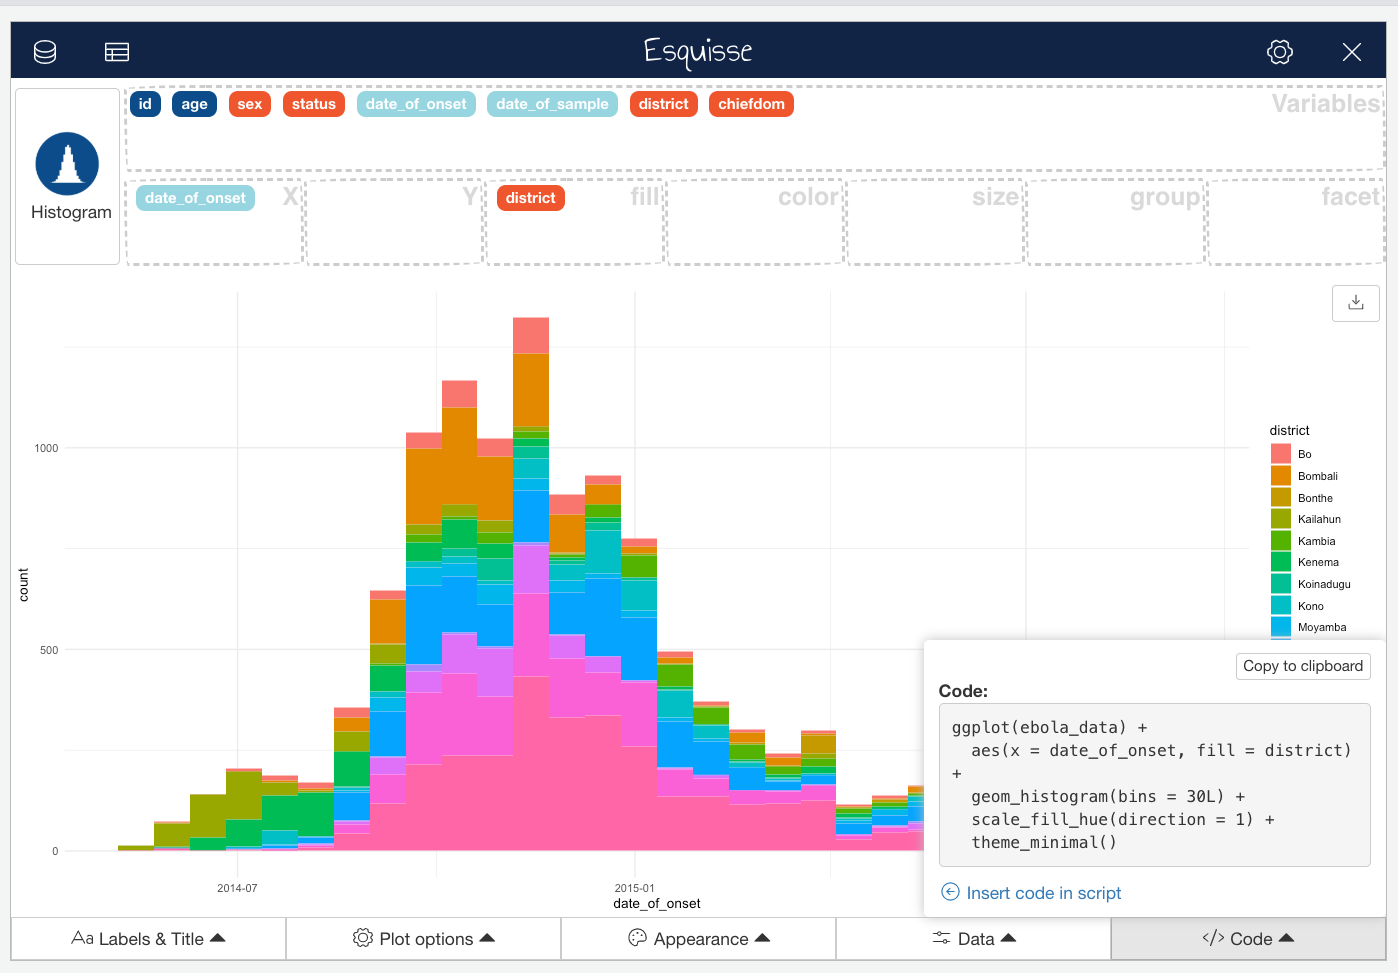 Esquisse
id age sex status date_of_onset date_of_sample district chiefdom Variables
Histogram
date_of_onset X Y district fill color size group facet
1000
500
0
count
2014-07 2015-01
date_of_onset
district
Bo
Bombali
Bonthe
Kailahun
Kambia
Kenema
Koinadugu
Kono
Moyamba
Copy to clipboard
Code:
ggplot(ebola_data) +
  aes(x = date_of_onset, fill = district)
+
  geom_histogram(bins = 30L) +
  scale_fill_hue(direction = 1) +
  theme_minimal()
Insert code in script
Aa Labels & Title Plot options Appearance Data </> Code